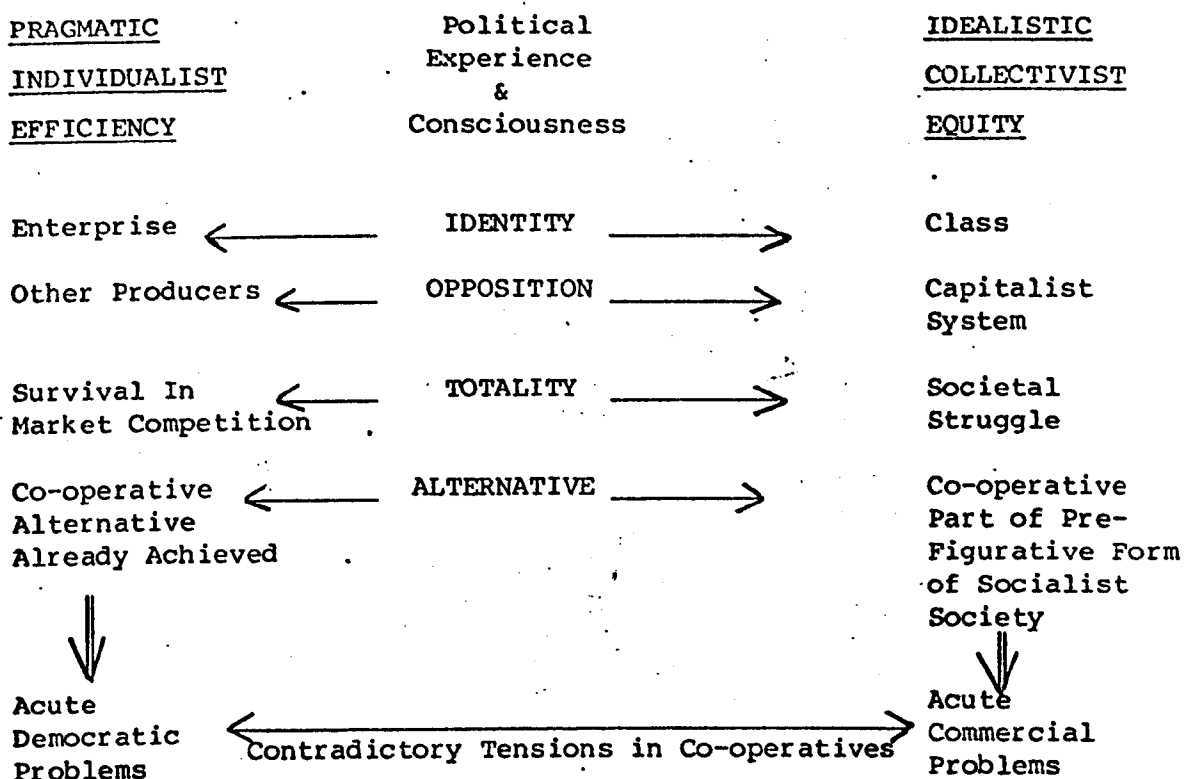 PRAGMATIC Political IDEALISTIC
INDIVIDUALIST Experience COLLECTIVIST
EFFICIENCY & EQUITY
Consciousness
Enterprise IDENTITY Class
Other Producers OPPOSITION Capitalist
System
Survival In TOTALITY Societal
Market Competition Struggle
Co-operative ALTERNATIVE Co-operative
Alternative Part of Pre-
Already Achieved Figurative Form
of Socialist
Society
Acute Acute
Democratic Commercial
Contradictory Tensions in Co-operatives
Problems Problems